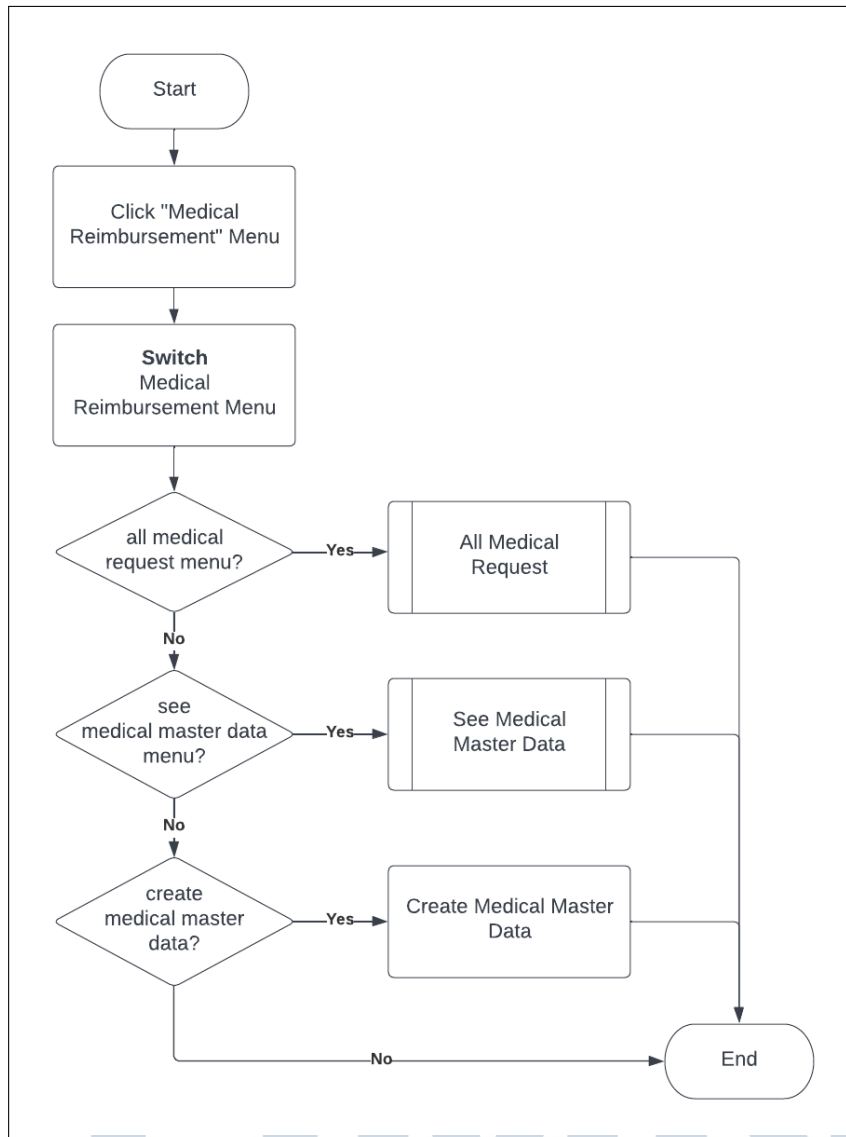 Start
Click "Medical
Reimbursement" Menu
Switch
Medical
Reimbursement Menu
all medical
request menu?
Yes
All Medical
Request
No
see
medical master data
menu?
Yes
See Medical
Master Data
No
create
medical master
data?
Yes
Create Medical Master
Data
No
End